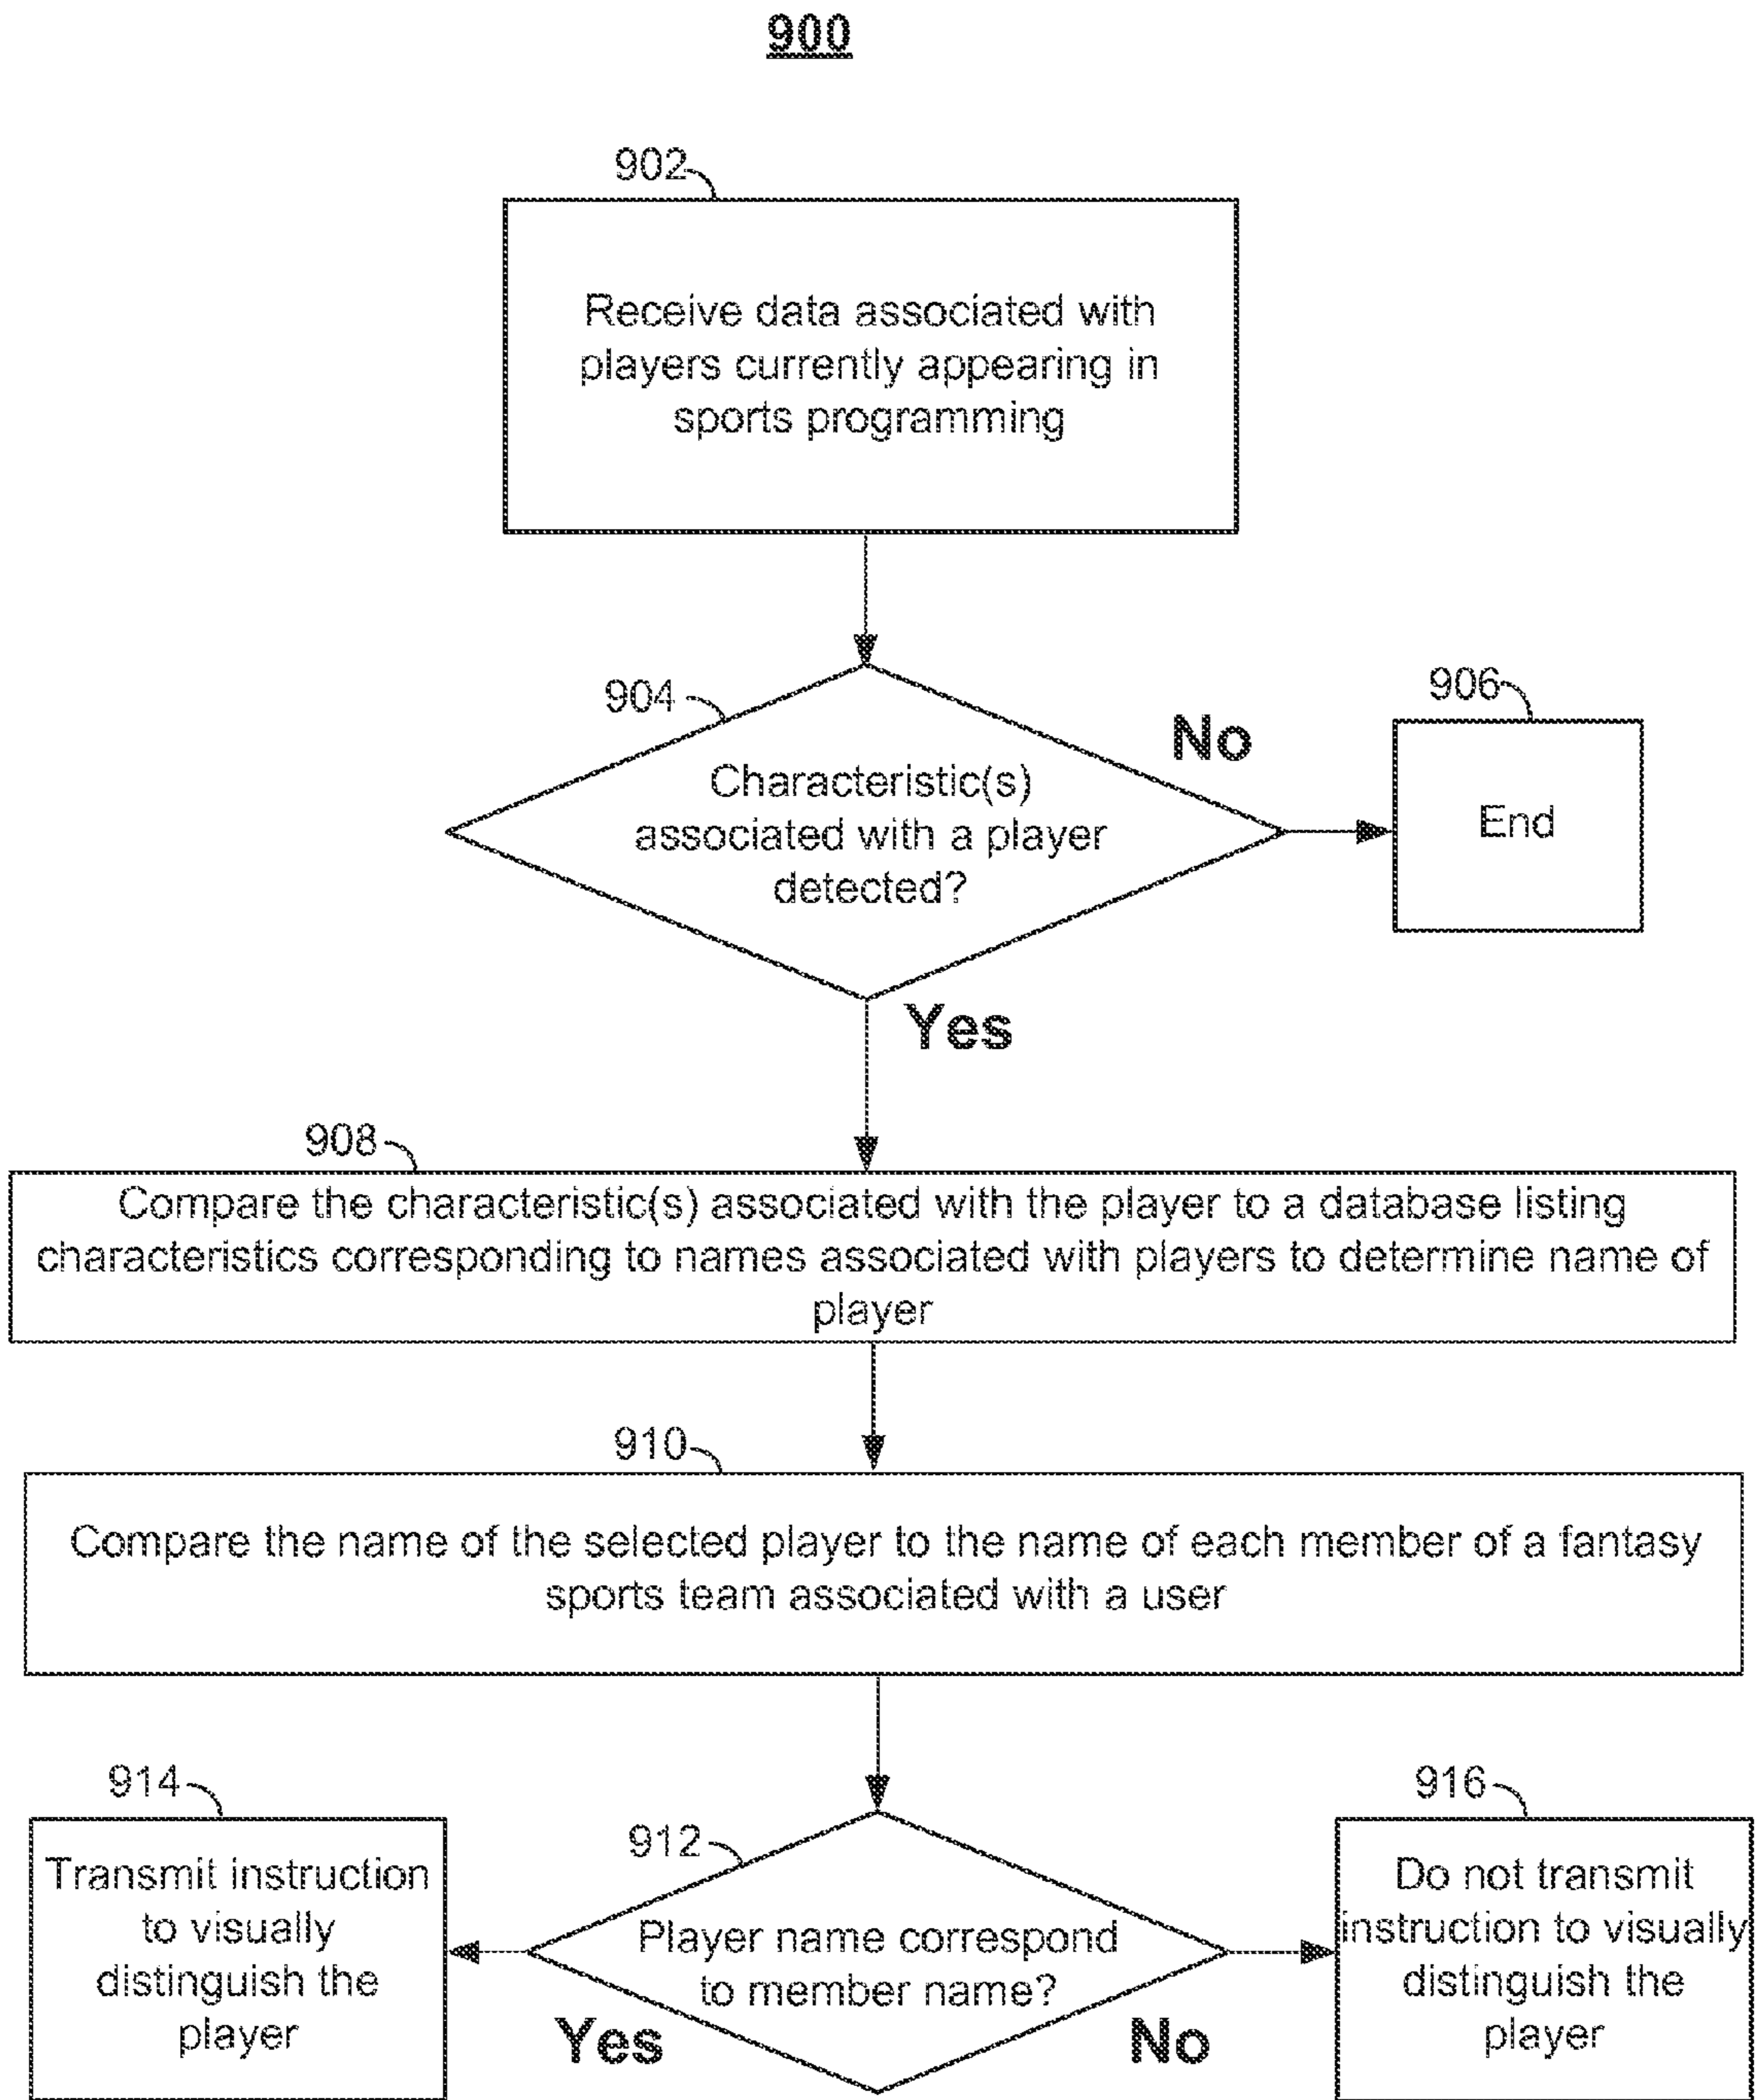 900
902
Receive data associated with
players currently appearing in
sports programming
904
Characteristic(s)
associated with a player
detected?
No
906
End
Yes
908
Compare the characteristic(s) associated with the player to a database listing
characteristics corresponding to names associated with players to determine name of
player
910
Compare the name of the selected player to the name of each member of a fantasy
sports team associated with a user
914
Transmit instruction
to visually
distinguish the
player
912
Player name correspond
to member name?
Yes
No
916
Do not transmit
instruction to visually
distinguish the
player